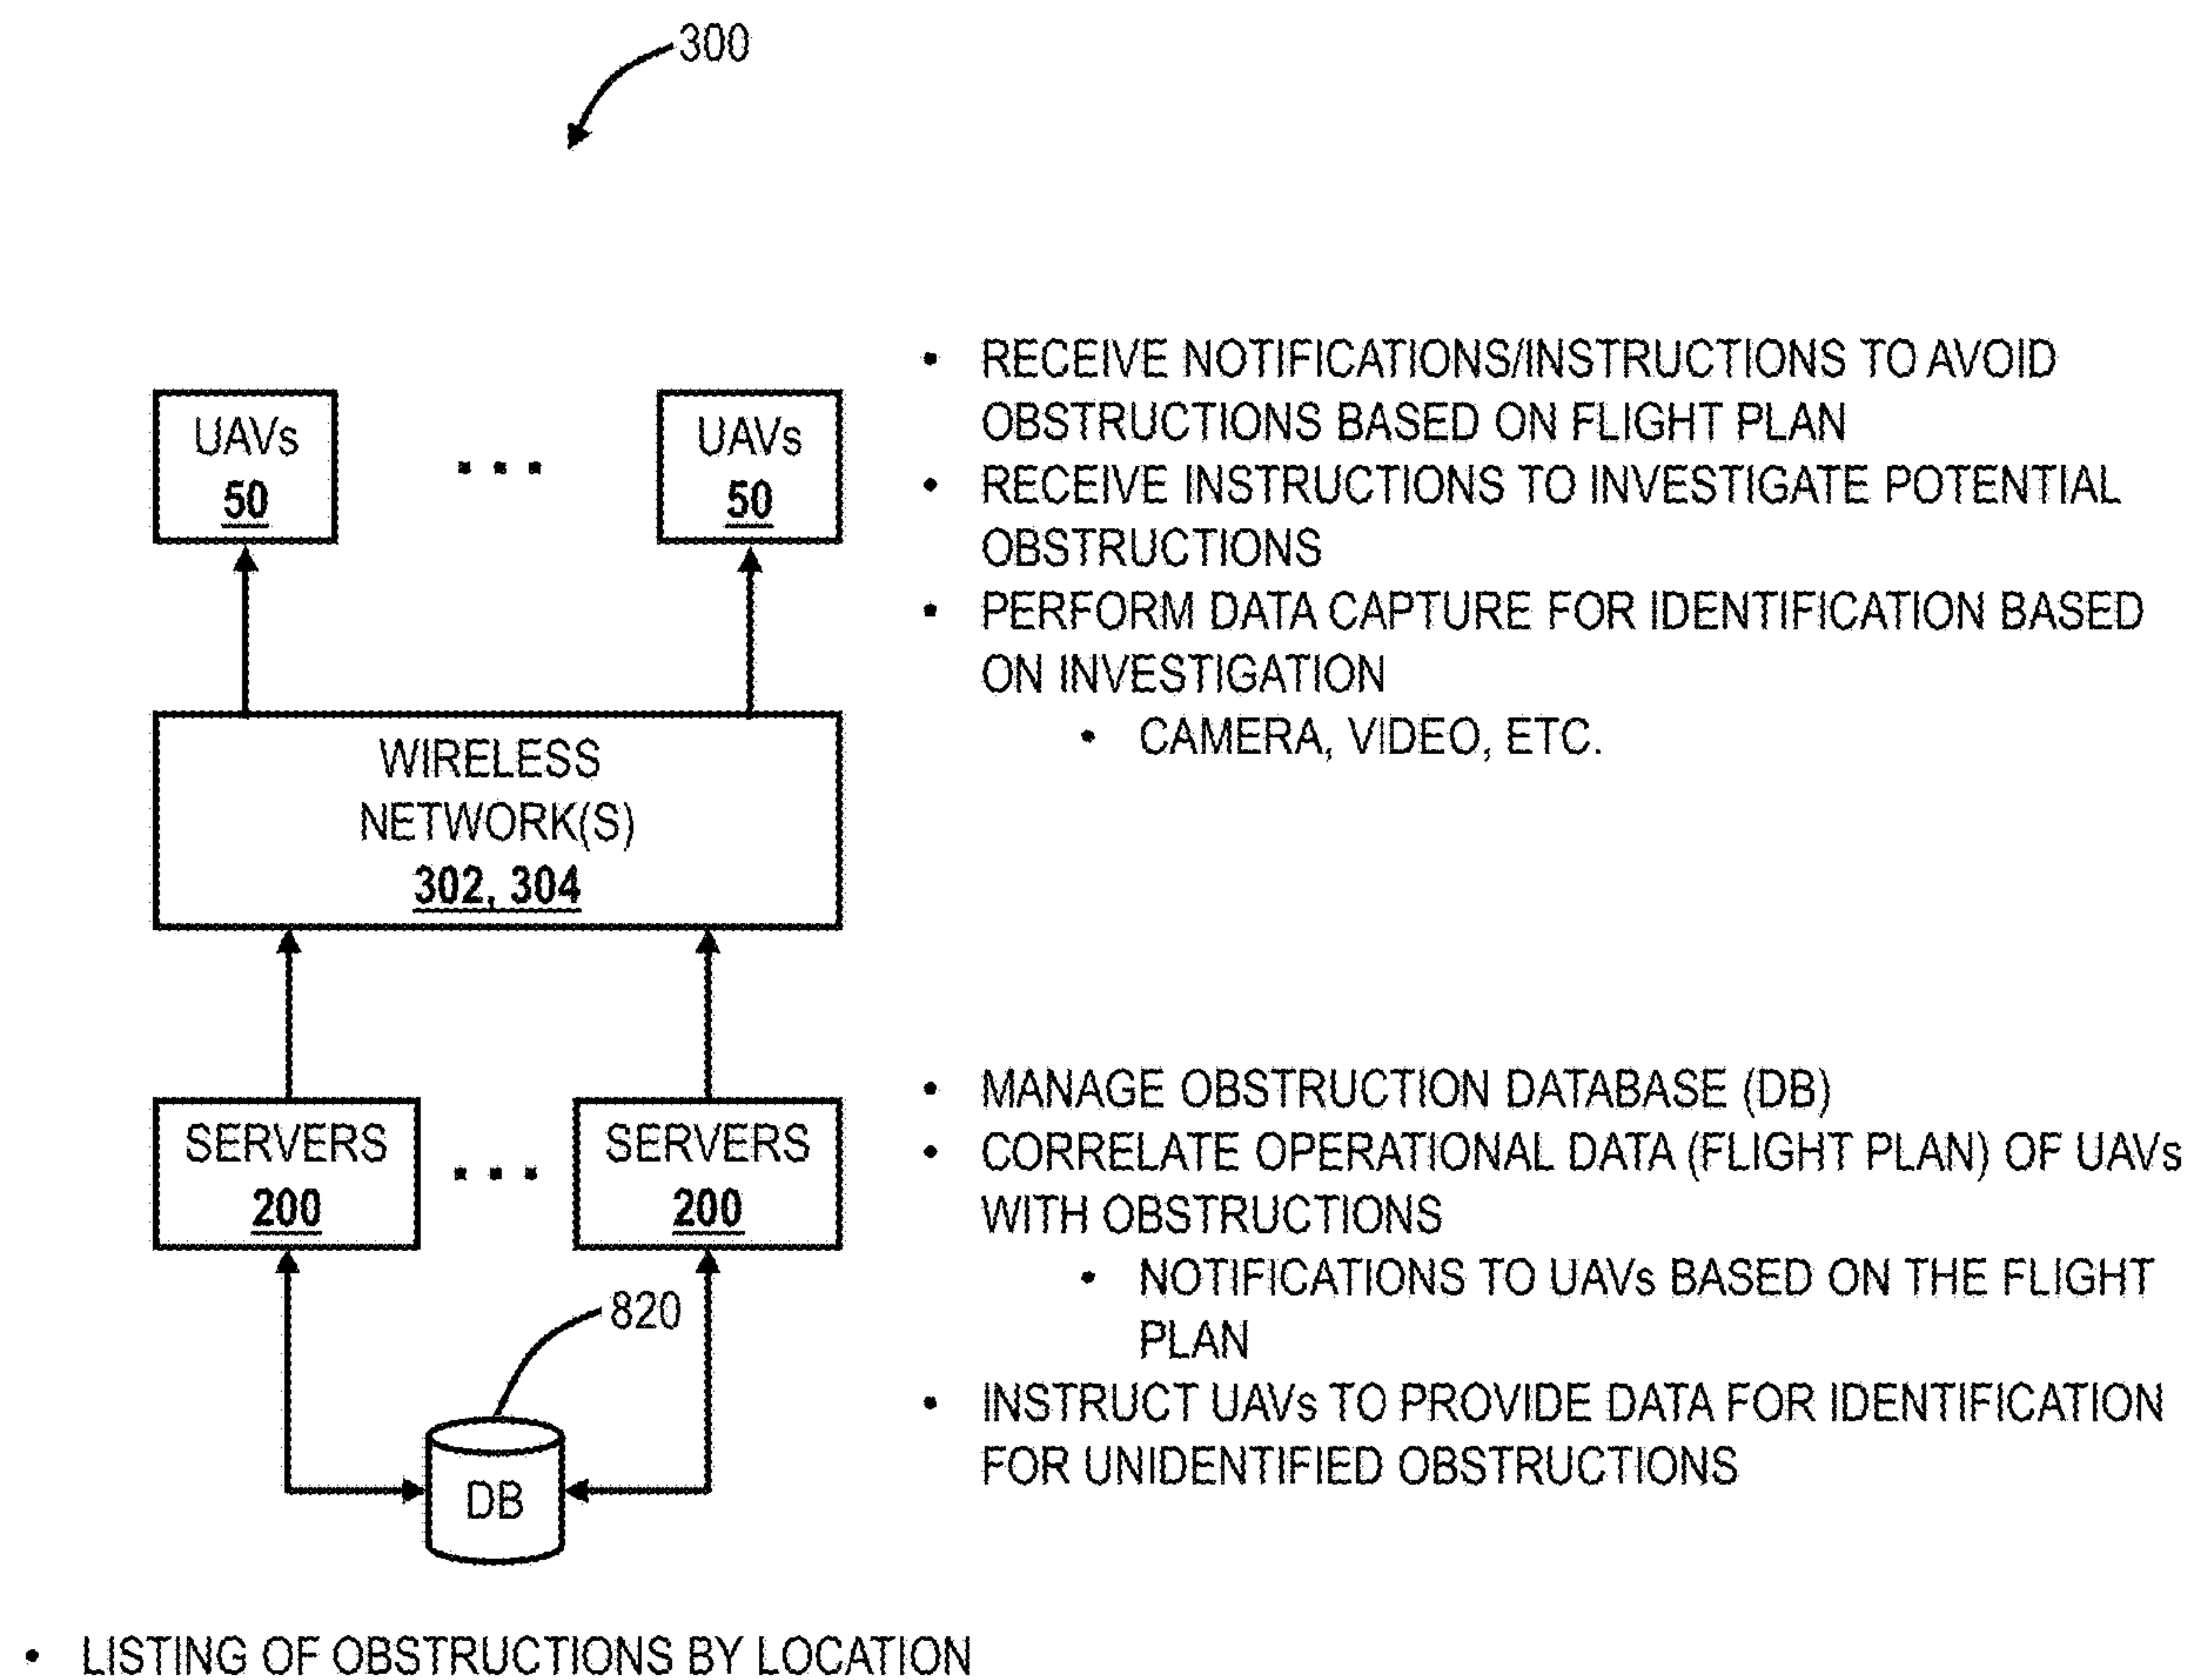 300
UAVs
50
...
UAVs
50
• RECEIVE NOTIFICATIONS/INSTRUCTIONS TO AVOID
OBSTRUCTIONS BASED ON FLIGHT PLAN
• RECEIVE INSTRUCTIONS TO INVESTIGATE POTENTIAL
OBSTRUCTIONS
• PERFORM DATA CAPTURE FOR IDENTIFICATION BASED
ON INVESTIGATION
• CAMERA, VIDEO, ETC.
WIRELESS
NETWORK(S)
302, 304
SERVERS
200
...
SERVERS
200
• MANAGE OBSTRUCTION DATABASE (DB)
• CORRELATE OPERATIONAL DATA (FLIGHT PLAN) OF UAVs
WITH OBSTRUCTIONS
• NOTIFICATIONS TO UAVs BASED ON THE FLIGHT
PLAN
• INSTRUCT UAVs TO PROVIDE DATA FOR IDENTIFICATION
FOR UNIDENTIFIED OBSTRUCTIONS
820
DB
• LISTING OF OBSTRUCTIONS BY LOCATION